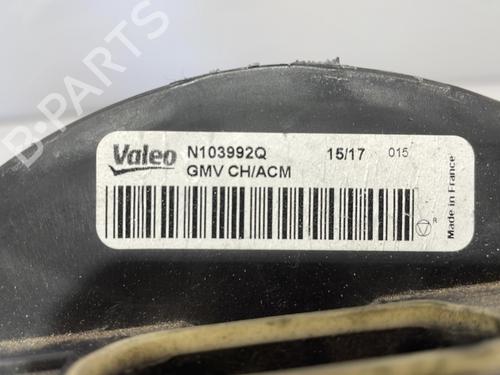 B-PARTS
Valeo N103992Q 15/17 015
GMV CH/ACM
R
Made in France